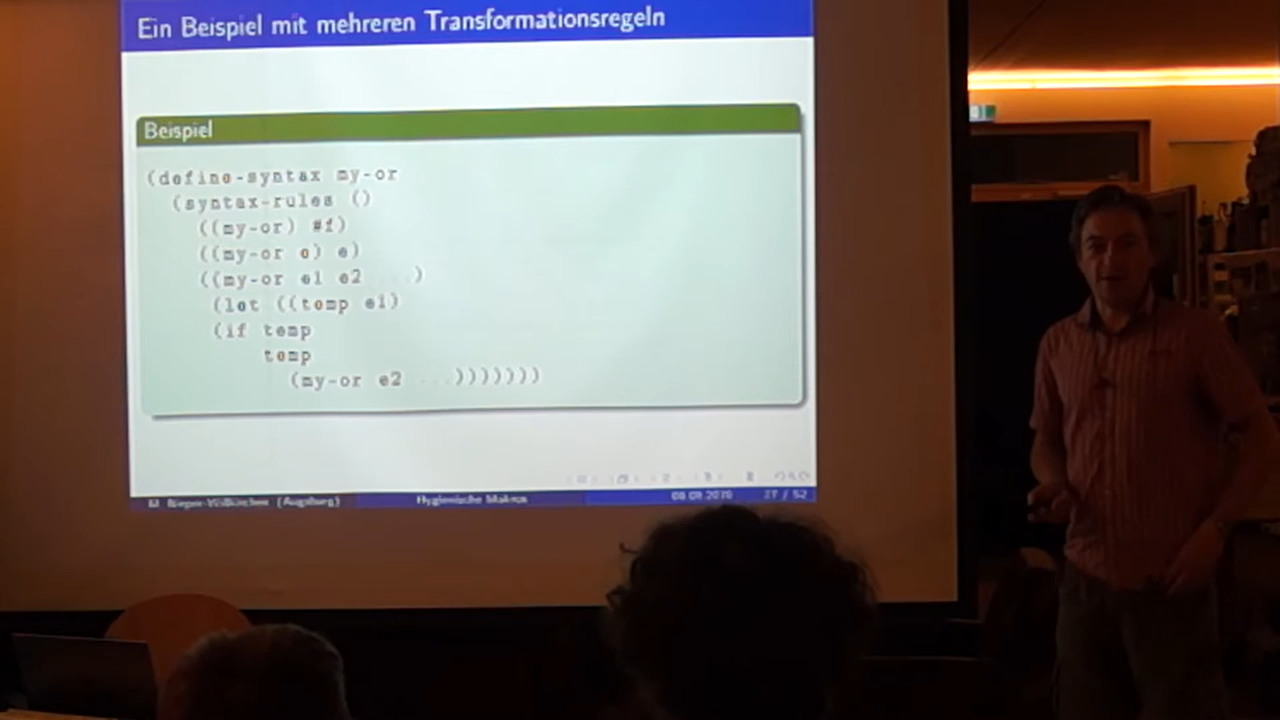 Ein Beispiel mit mehreren Transformationsregeln
Beispiel
(define-syntax my-or
(syntax-rules ()
((my-or) #f)
((my-or e) e)
((my-or e1 e2 ...)
(let ((temp e1)
(if temp
temp
(my-or e2 ...)))))))
(Augsburg) Hygienische Makros 27 / 52